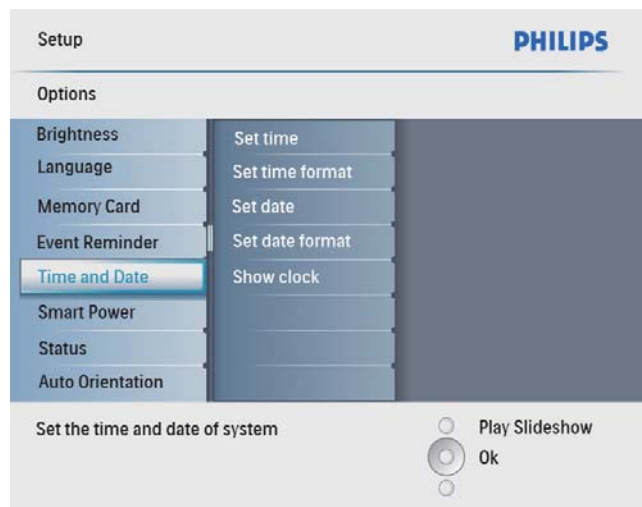 Setup
PHILIPS
Options
Brightness
Language
Memory Card
Event Reminder
Time and Date
Smart Power
Status
Auto Orientation
Set time
Set time format
Set date
Set date format
Show clock
Set the time and date of system
Play Slideshow
Ok